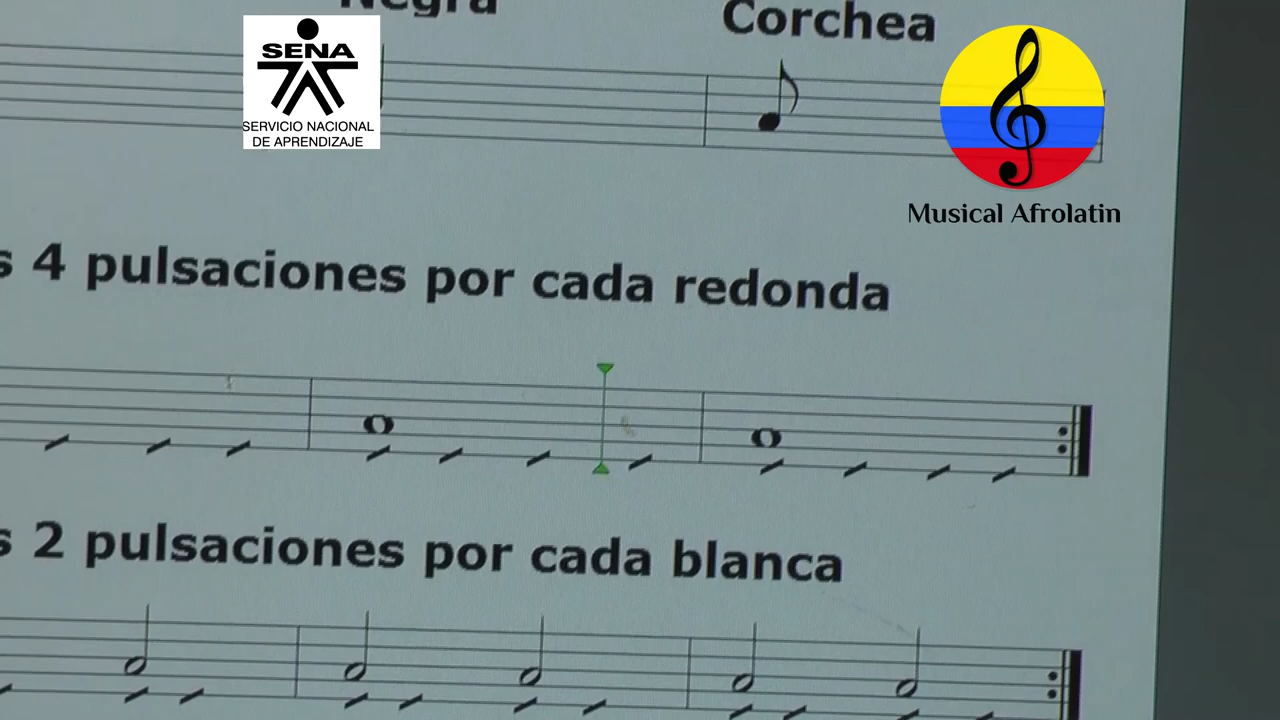 Negra
Corchea
SENA
SERVICIO NACIONAL
DE APRENDIZAJE
Musical Afrolatin
s 4 pulsaciones por cada redonda
s 2 pulsaciones por cada blanca